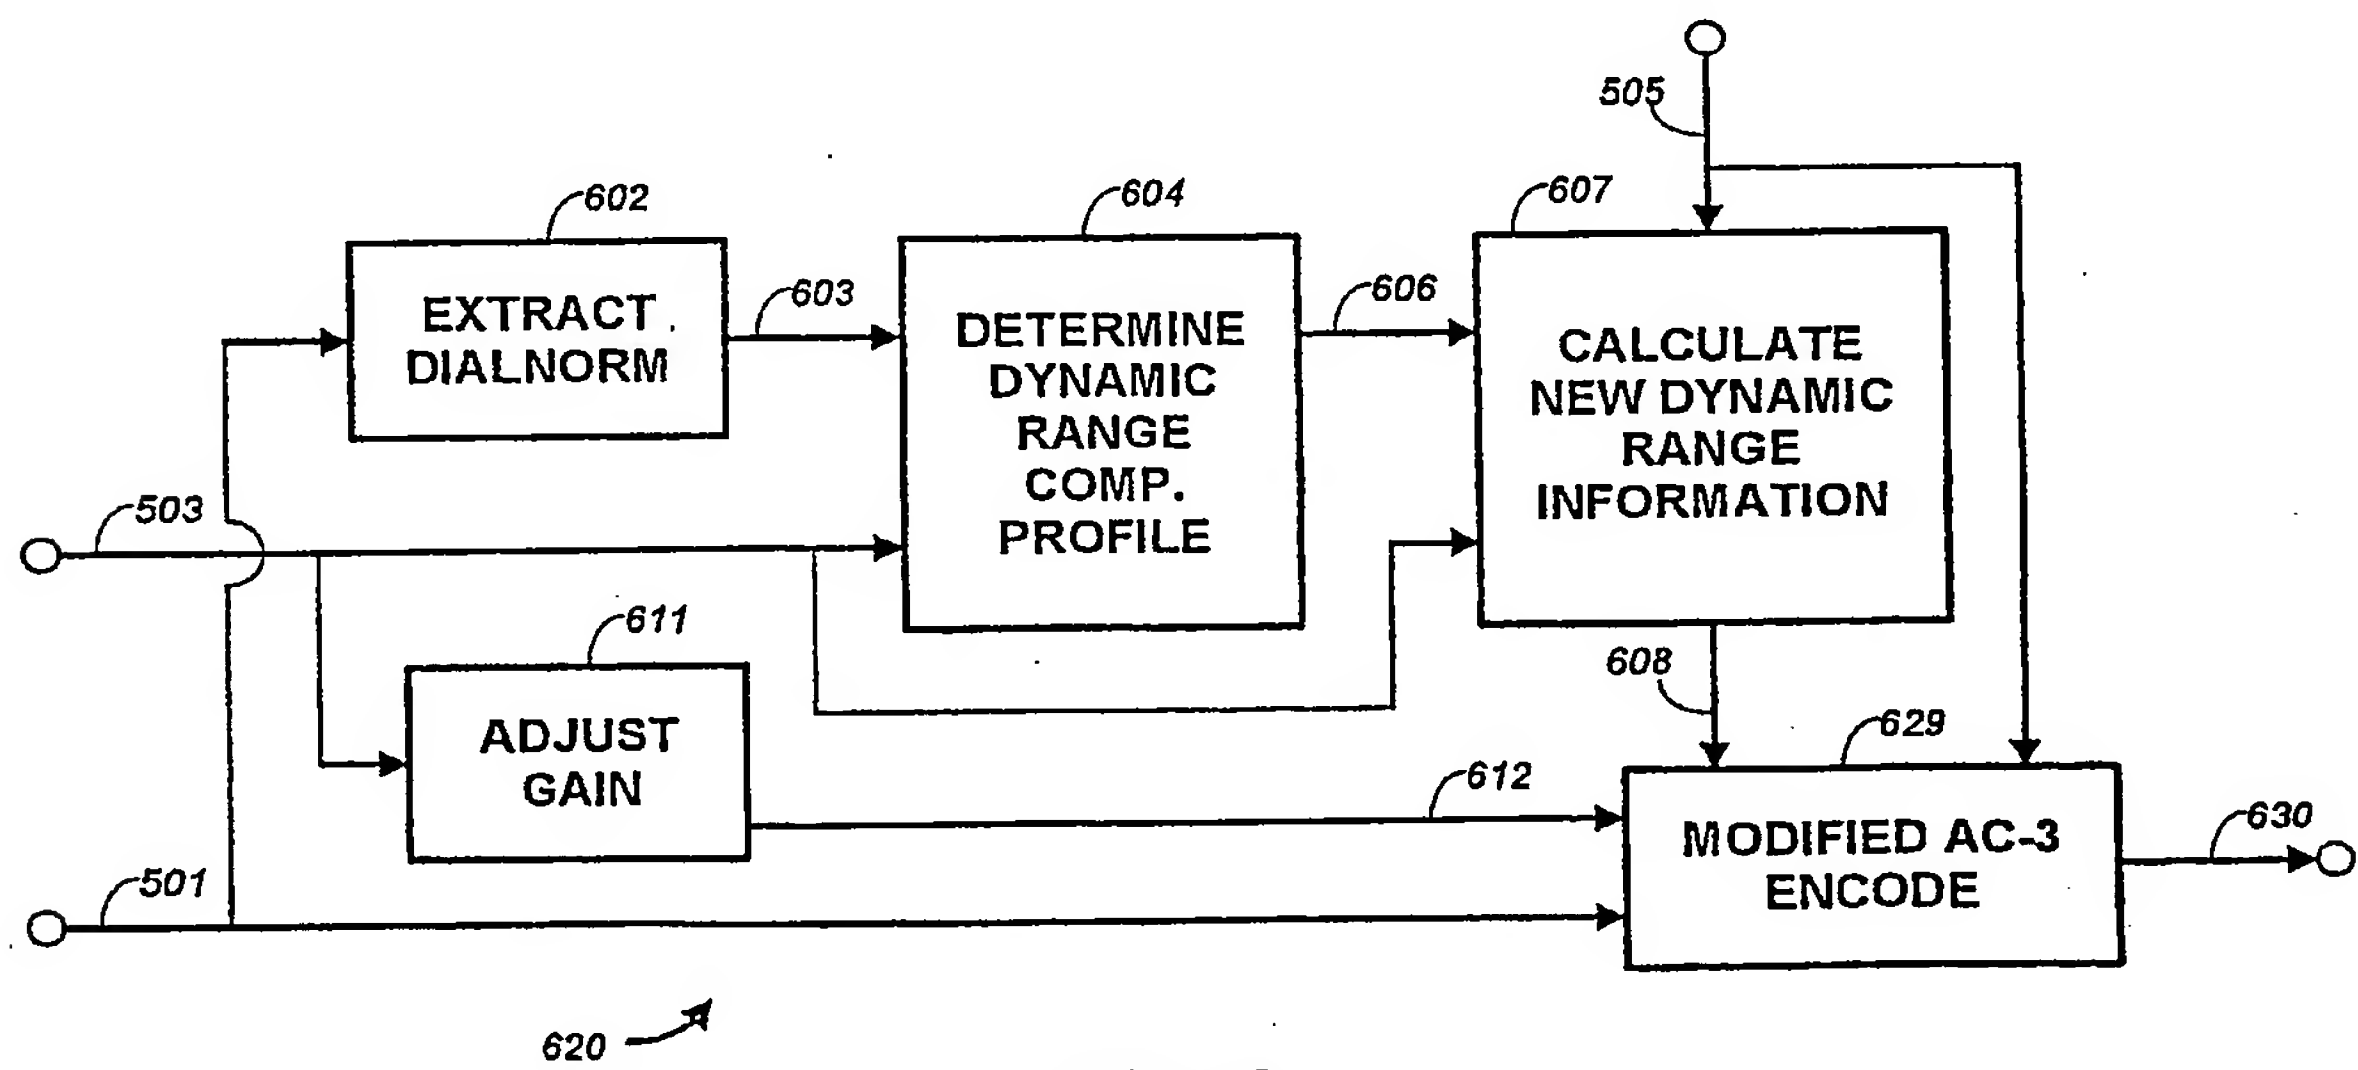 505
602
604
607
EXTRACT
DIALNORM
603
DETERMINE
DYNAMIC
RANGE
COMP.
PROFILE
606
CALCULATE
NEW DYNAMIC
RANGE
INFORMATION
503
611
ADJUST
GAIN
608
629
612
MODIFIED AC-3
ENCODE
630
501
620